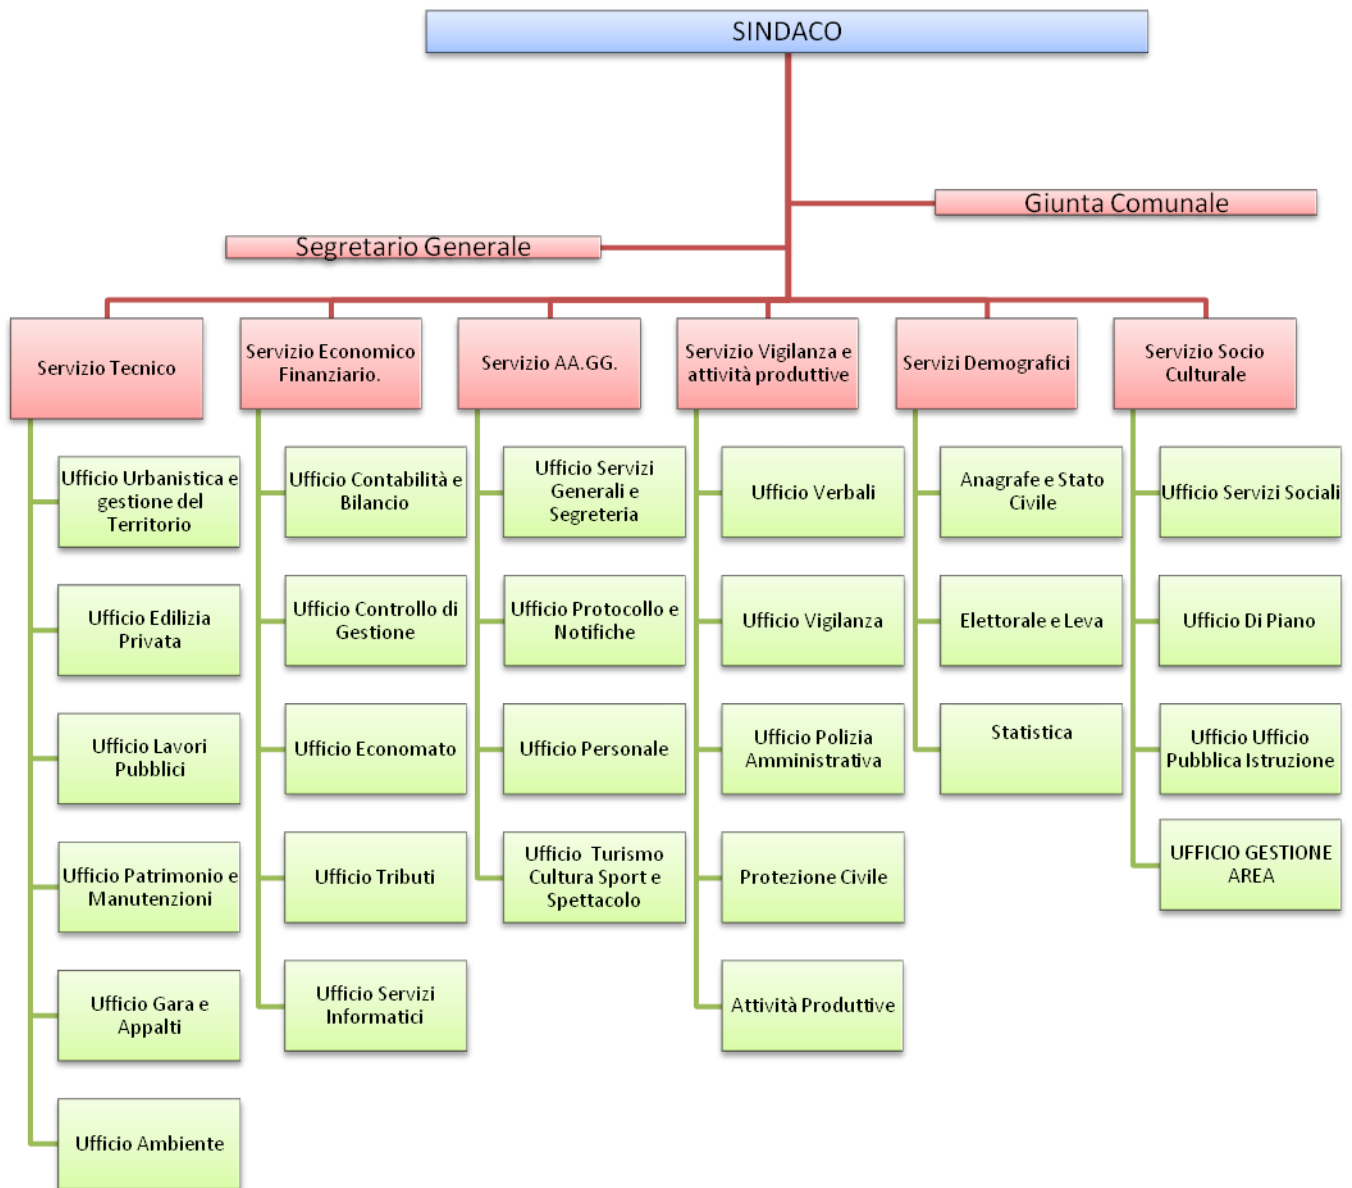 SINDACO
Giunta Comunale
Segretario Generale
Servizio Tecnico
Servizio Economico
Finanziario.
Servizio AA.GG.
Servizio Vigilanza e
attività produttive
Servizi Demografici
Servizio Socio
Culturale
Ufficio Urbanistica e
gestione del
Territorio
Ufficio Edilizia
Privata
Ufficio Lavori
Pubblici
Ufficio Patrimonio e
Manutenzioni
Ufficio Gara e
Appalti
Ufficio Ambiente
Ufficio Contabilità e
Bilancio
Ufficio Controllo di
Gestione
Ufficio Economato
Ufficio Tributi
Ufficio Servizi
Informatici
Ufficio Servizi
Generali e
Segreteria
Ufficio Protocollo e
Notifiche
Ufficio Personale
Ufficio Turismo
Cultura Sport e
Spettacolo
Ufficio Verbali
Ufficio Vigilanza
Ufficio Polizia
Amministrativa
Protezione Civile
Attività Produttive
Anagrafe e Stato
Civile
Elettorale e Leva
Statistica
Ufficio Servizi Sociali
Ufficio Di Piano
Ufficio Ufficio
Pubblica Istruzione
UFFICIO GESTIONE
AREA